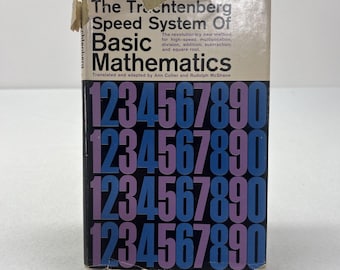 The Trachtenberg
Speed System Of
Basic
Mathematics
The revolutionary new method
for high-speed multiplication,
division, addition, subtraction,
and square root.
Translated and adapted by Ann Cutler and Rudolph McShane
1234567890
1234567890
1234567890
1234567890